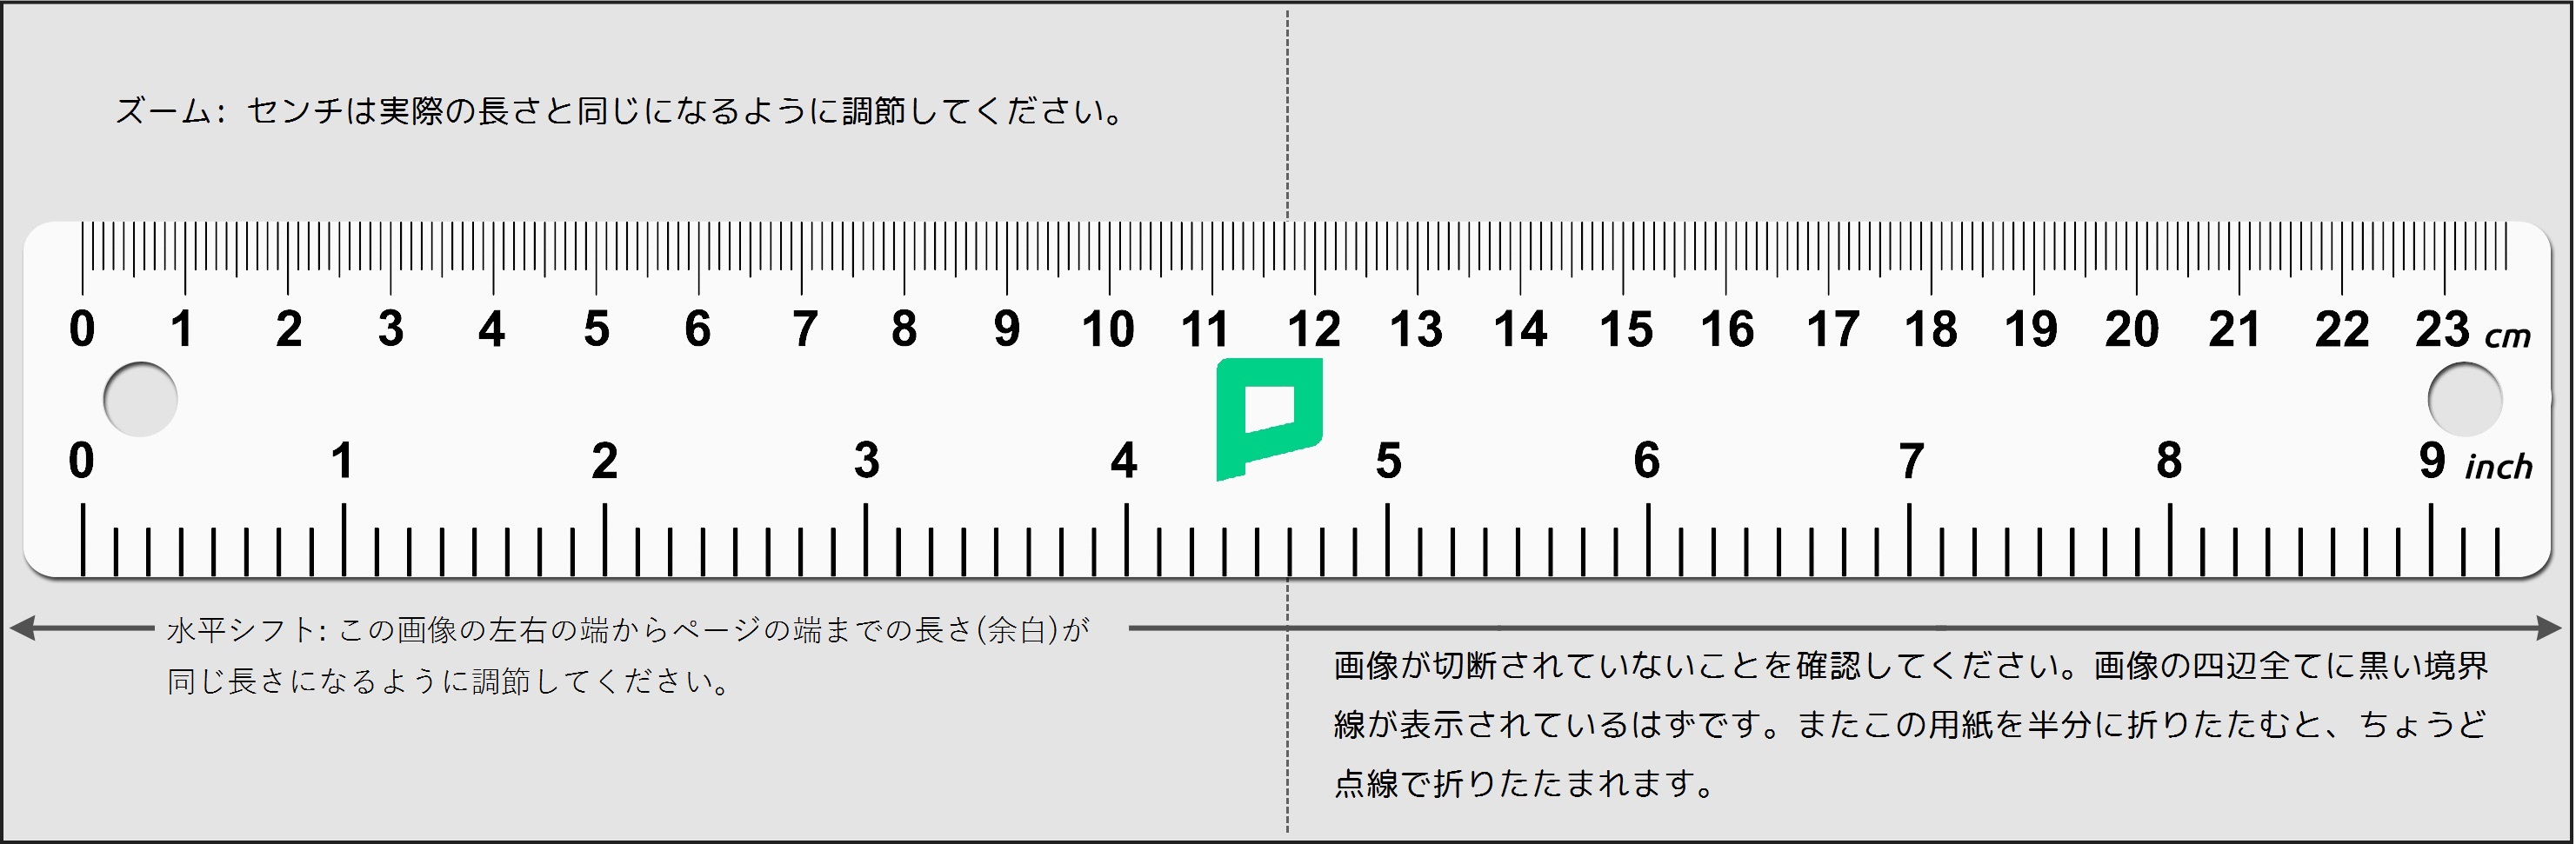 ズーム: センチは実際の長さと同じになるように調節してください。
0 1 2 3 4 5 6 7 8 9 10 11 12 13 14 15 16 17 18 19 20 21 22 23 cm
0 1 2 3 4 5 6 7 8 9 inch
水平シフト: この画像の左右の端からページの端までの長さ(余白)が
同じ長さになるように調節してください。
画像が切断されていないことを確認してください。画像の四辺全てに黒い境界
線が表示されているはずです。またこの用紙を半分に折りたたむと、ちょうど
点線で折りたたまれます。